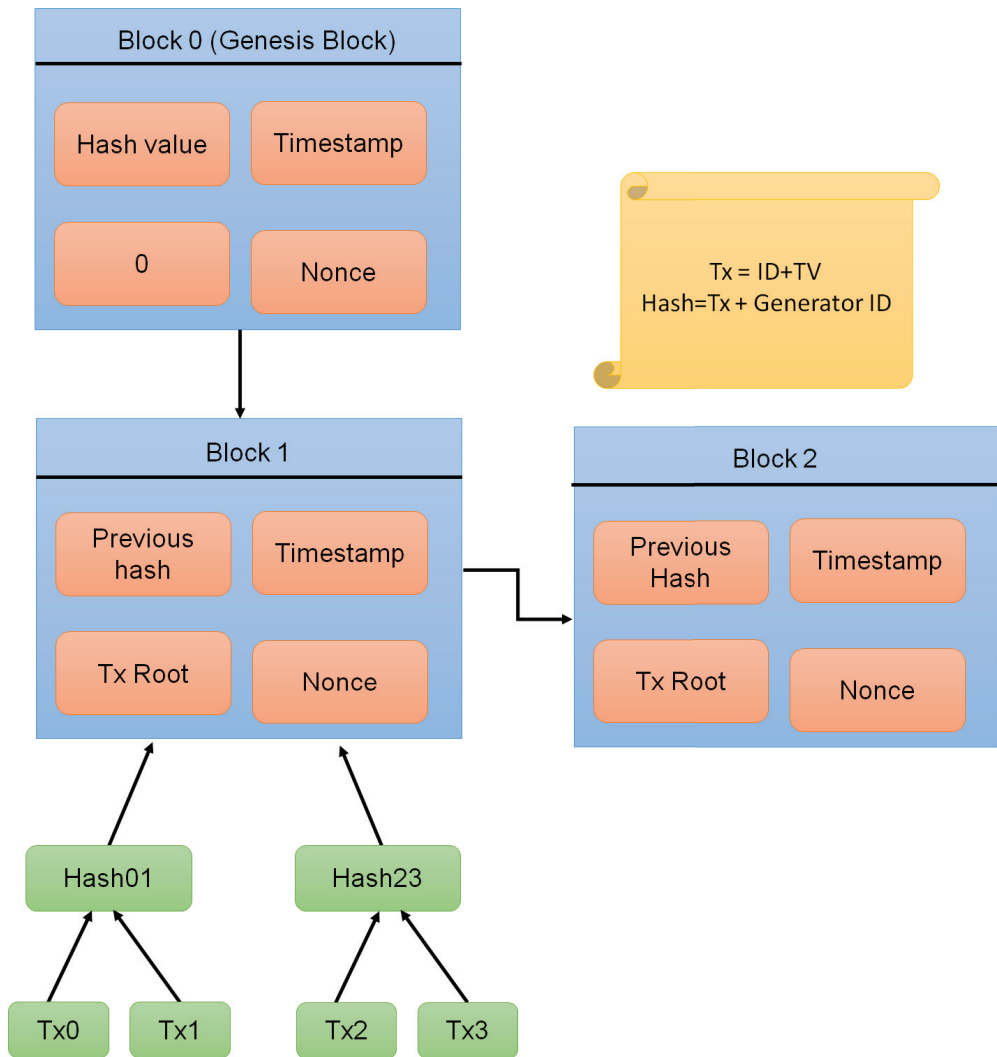 Block 0 (Genesis Block)
Hash value
Timestamp
0
Nonce
Tx = ID+TV
Hash=Tx + Generator ID
Block 1
Previous
hash
Timestamp
Tx Root
Nonce
Block 2
Previous
Hash
Timestamp
Tx Root
Nonce
Hash01
Hash23
Tx0
Tx1
Tx2
Tx3